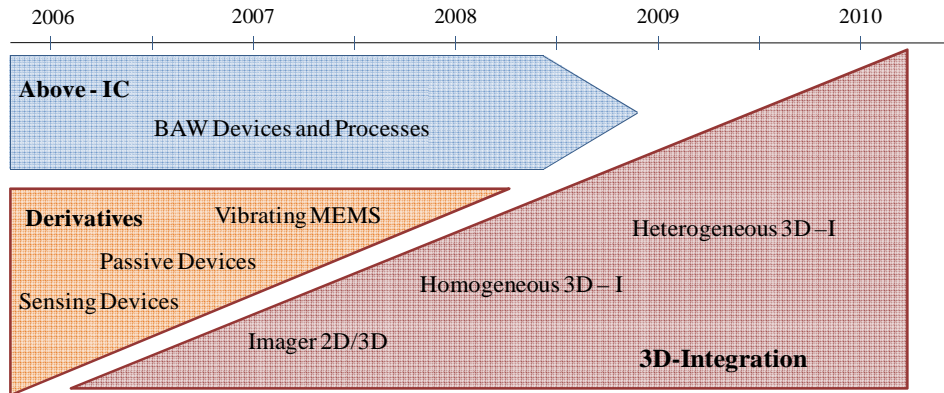 2006 2007 2008 2009 2010
Above - IC
BAW Devices and Processes
Derivatives
Vibrating MEMS
Passive Devices
Sensing Devices
Heterogeneous 3D – I
Homogeneous 3D – I
Imager 2D/3D
3D-Integration